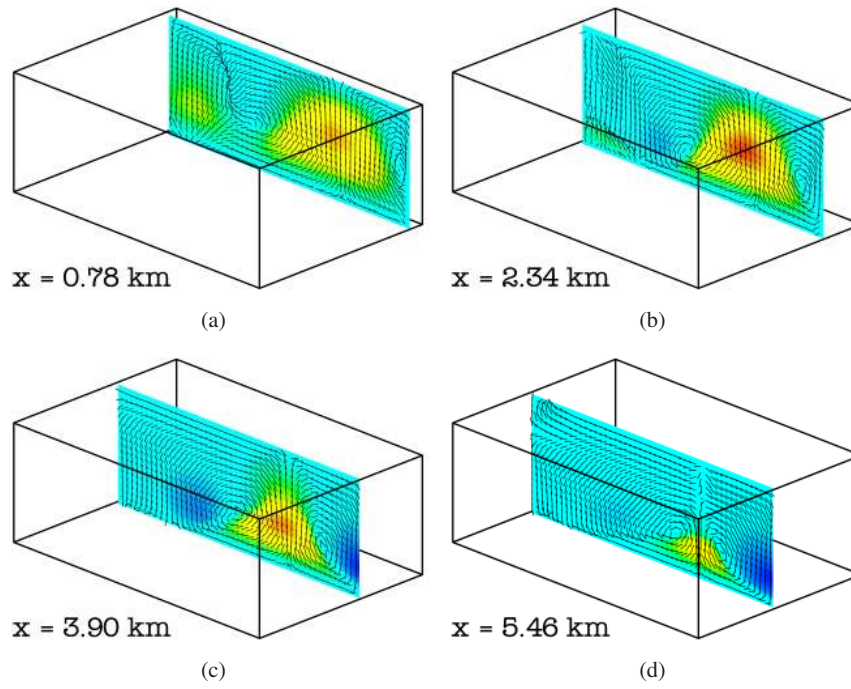 x = 0.78 km
x = 2.34 km
(a)
(b)
x = 3.90 km
x = 5.46 km
(c)
(d)